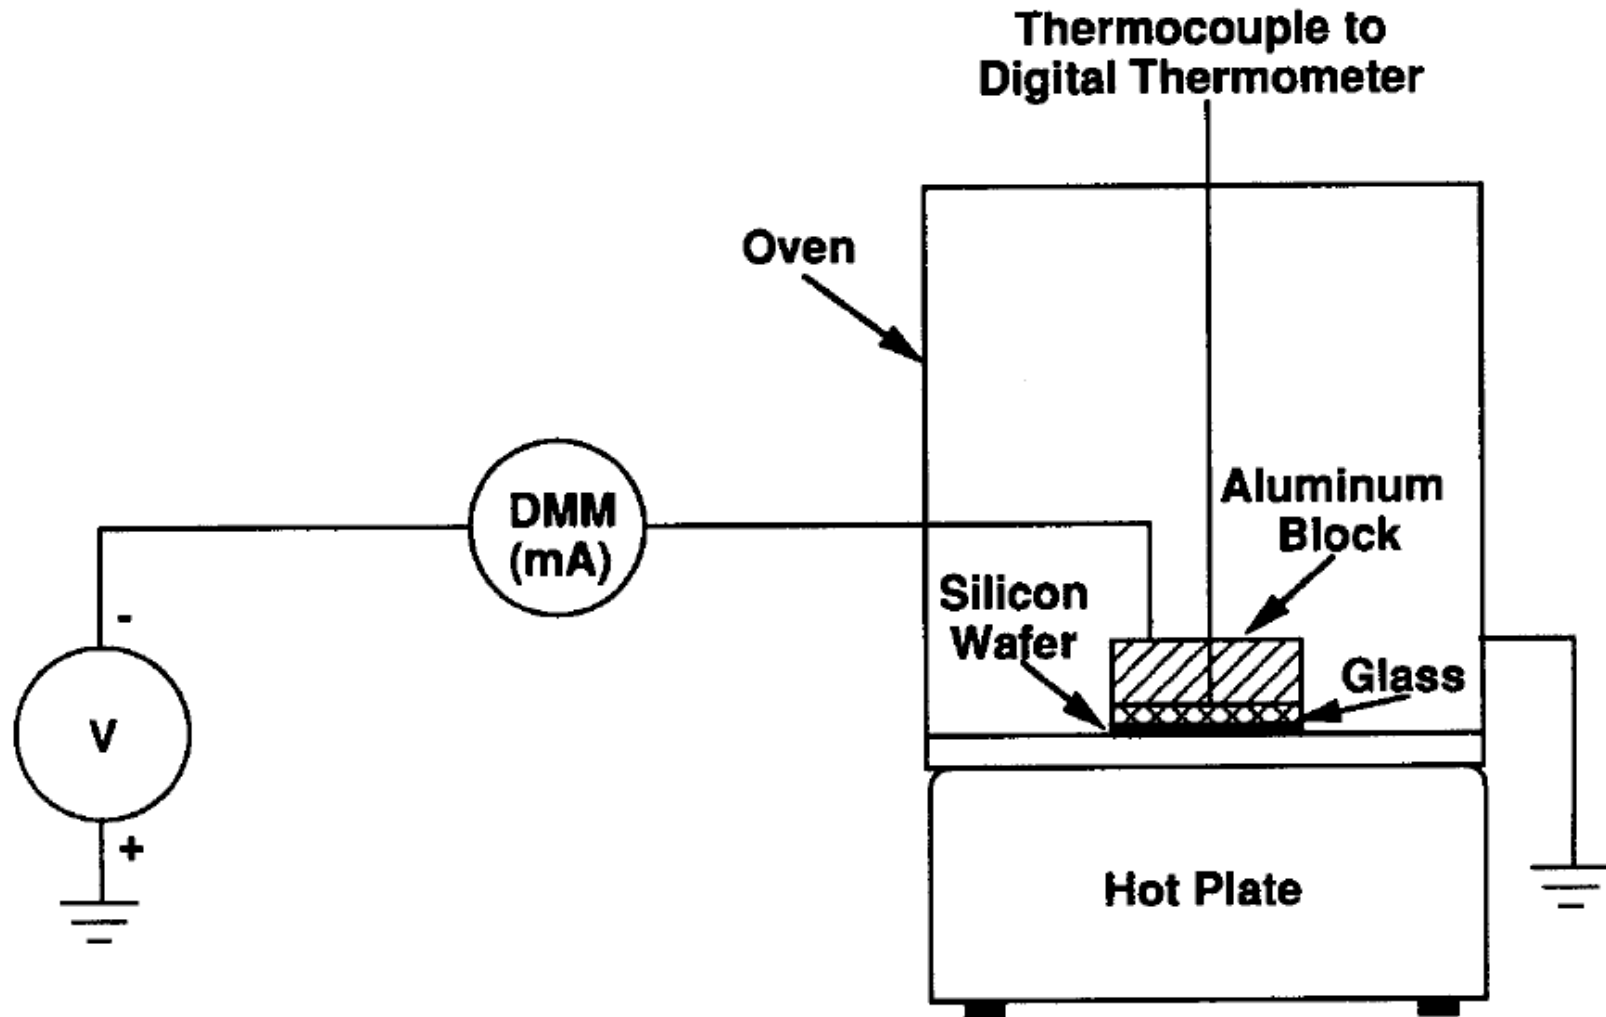 Thermocouple to
Digital Thermometer
Oven
DMM
(mA)
Aluminum
Block
Silicon
Wafer
Glass
-
V
+
Hot Plate